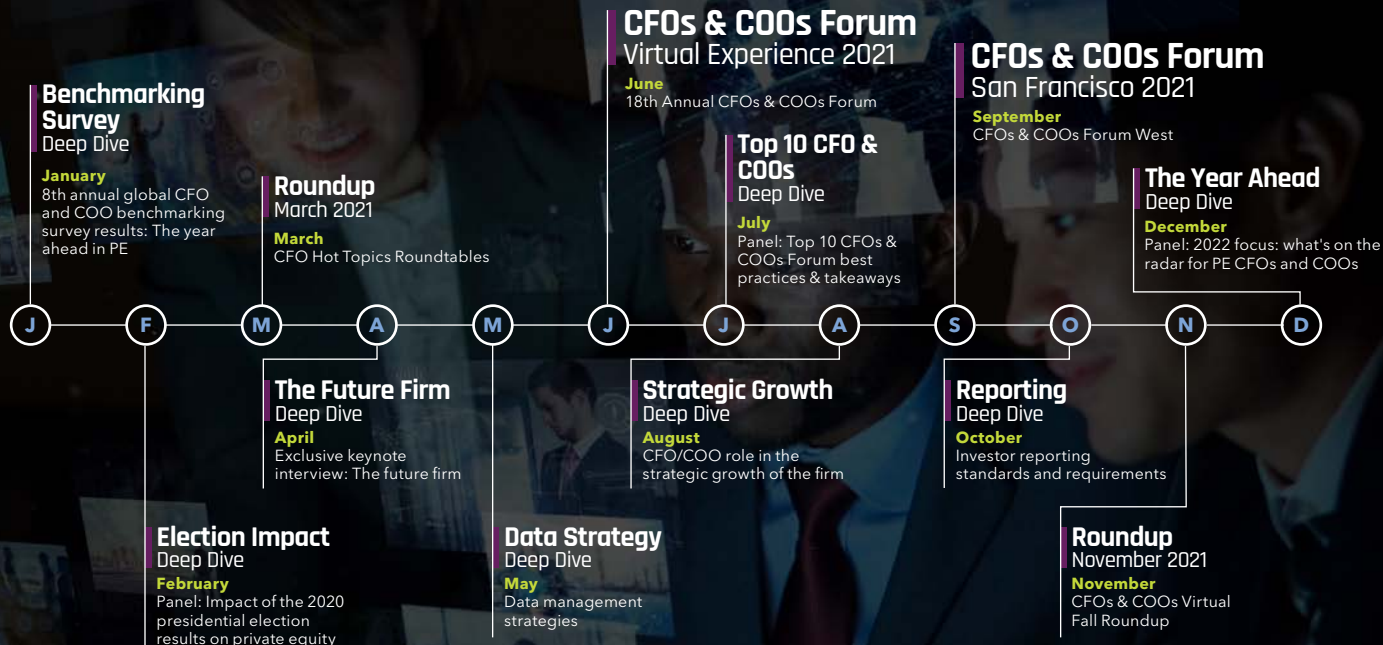 CFOs & COOs Forum
Virtual Experience 2021
June
18th Annual CFOs & COOs Forum
CFOs & COOs Forum
San Francisco 2021
September
CFOs & COOs Forum West
Benchmarking
Survey
Deep Dive
January
8th annual global CFO
and COO benchmarking
survey results: The year
ahead in PE
Roundup
March 2021
March
CFO Hot Topics Roundtables
Top 10 CFO &
COOs
Deep Dive
July
Panel: Top 10 CFOs &
COOs Forum best
practices & takeaways
The Year Ahead
Deep Dive
December
Panel: 2022 focus: what's on the
radar for PE CFOs and COOs
J F M A M J J A S O N D
The Future Firm
Deep Dive
April
Exclusive keynote
interview: The future firm
Strategic Growth
Deep Dive
August
CFO/COO role in the
strategic growth of the firm
Reporting
Deep Dive
October
Investor reporting
standards and requirements
Election Impact
Deep Dive
February
Panel: Impact of the 2020
presidential election
results on private equity
Data Strategy
Deep Dive
May
Data management
strategies
Roundup
November 2021
November
CFOs & COOs Virtual
Fall Roundup